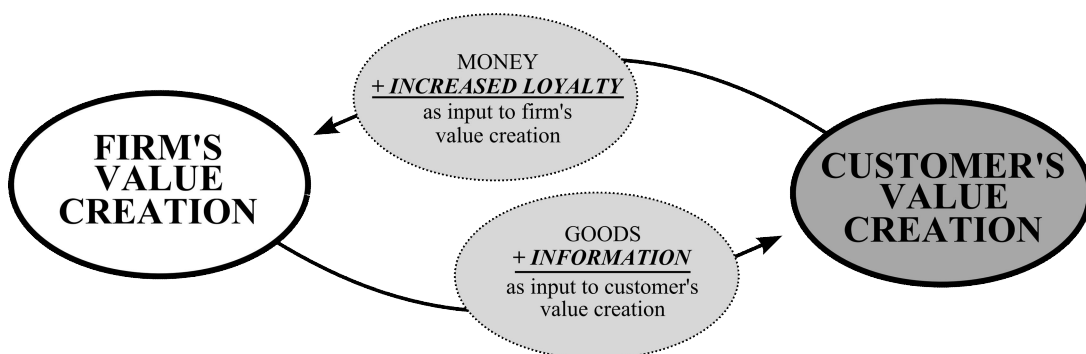 MONEY
+ INCREASED LOYALTY
as input to firm's
value creation
FIRM'S
VALUE
CREATION
CUSTOMER'S
VALUE
CREATION
GOODS
+ INFORMATION
as input to customer's
value creation